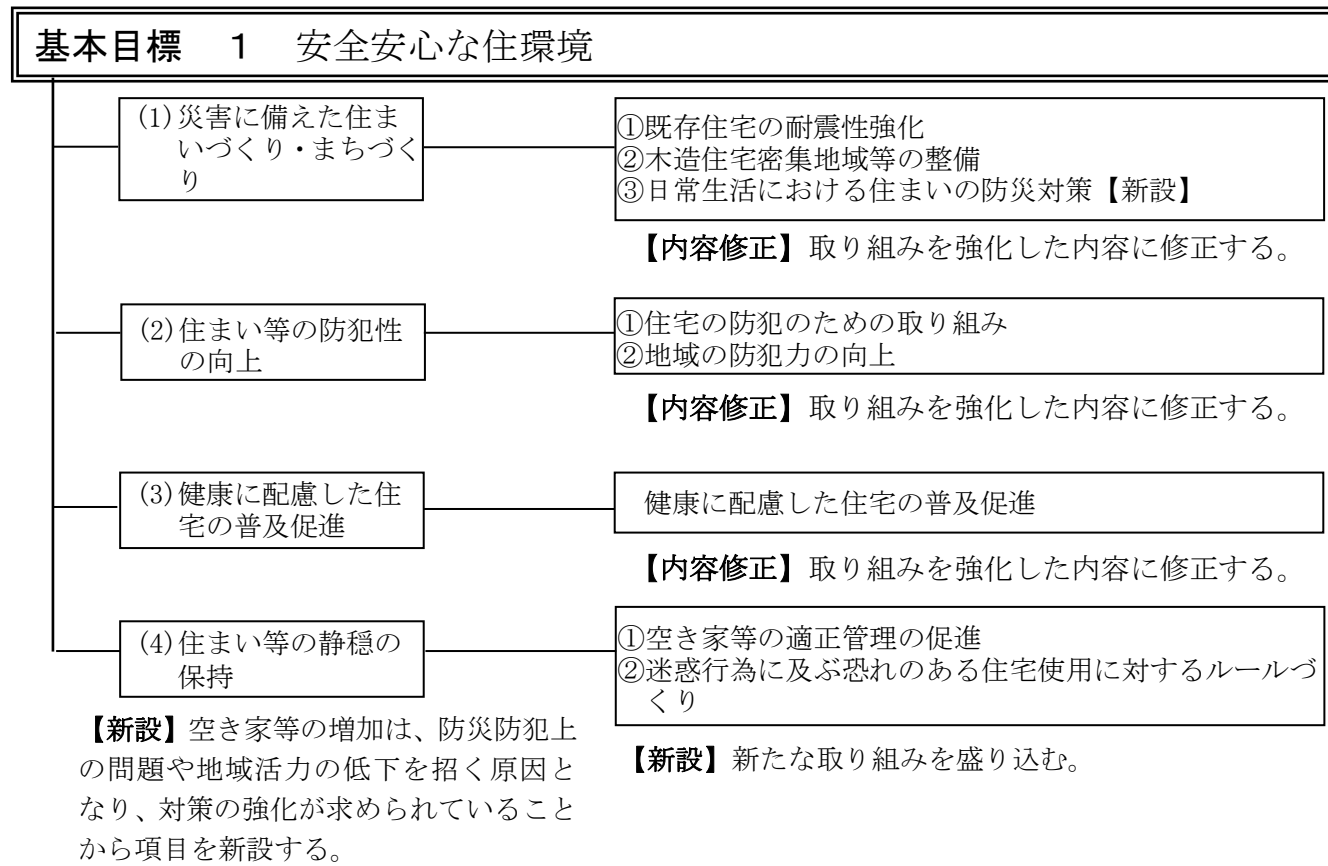 基本目標　１　安全安心な住環境
(1)災害に備えた住ま
いづくり・まちづく
り
①既存住宅の耐震性強化
②木造住宅密集地域等の整備
③日常生活における住まいの防災対策【新設】
【内容修正】取り組みを強化した内容に修正する。
(2)住まい等の防犯性
の向上
①住宅の防犯のための取り組み
②地域の防犯力の向上
【内容修正】取り組みを強化した内容に修正する。
(3)健康に配慮した住
宅の普及促進
健康に配慮した住宅の普及促進
【内容修正】取り組みを強化した内容に修正する。
(4)住まい等の静穏の
保持
①空き家等の適正管理の促進
②迷惑行為に及ぶ恐れのある住宅使用に対するルールづ
くり
【新設】空き家等の増加は、防災防犯上
の問題や地域活力の低下を招く原因と
なり、対策の強化が求められていること
から項目を新設する。
【新設】新たな取り組みを盛り込む。